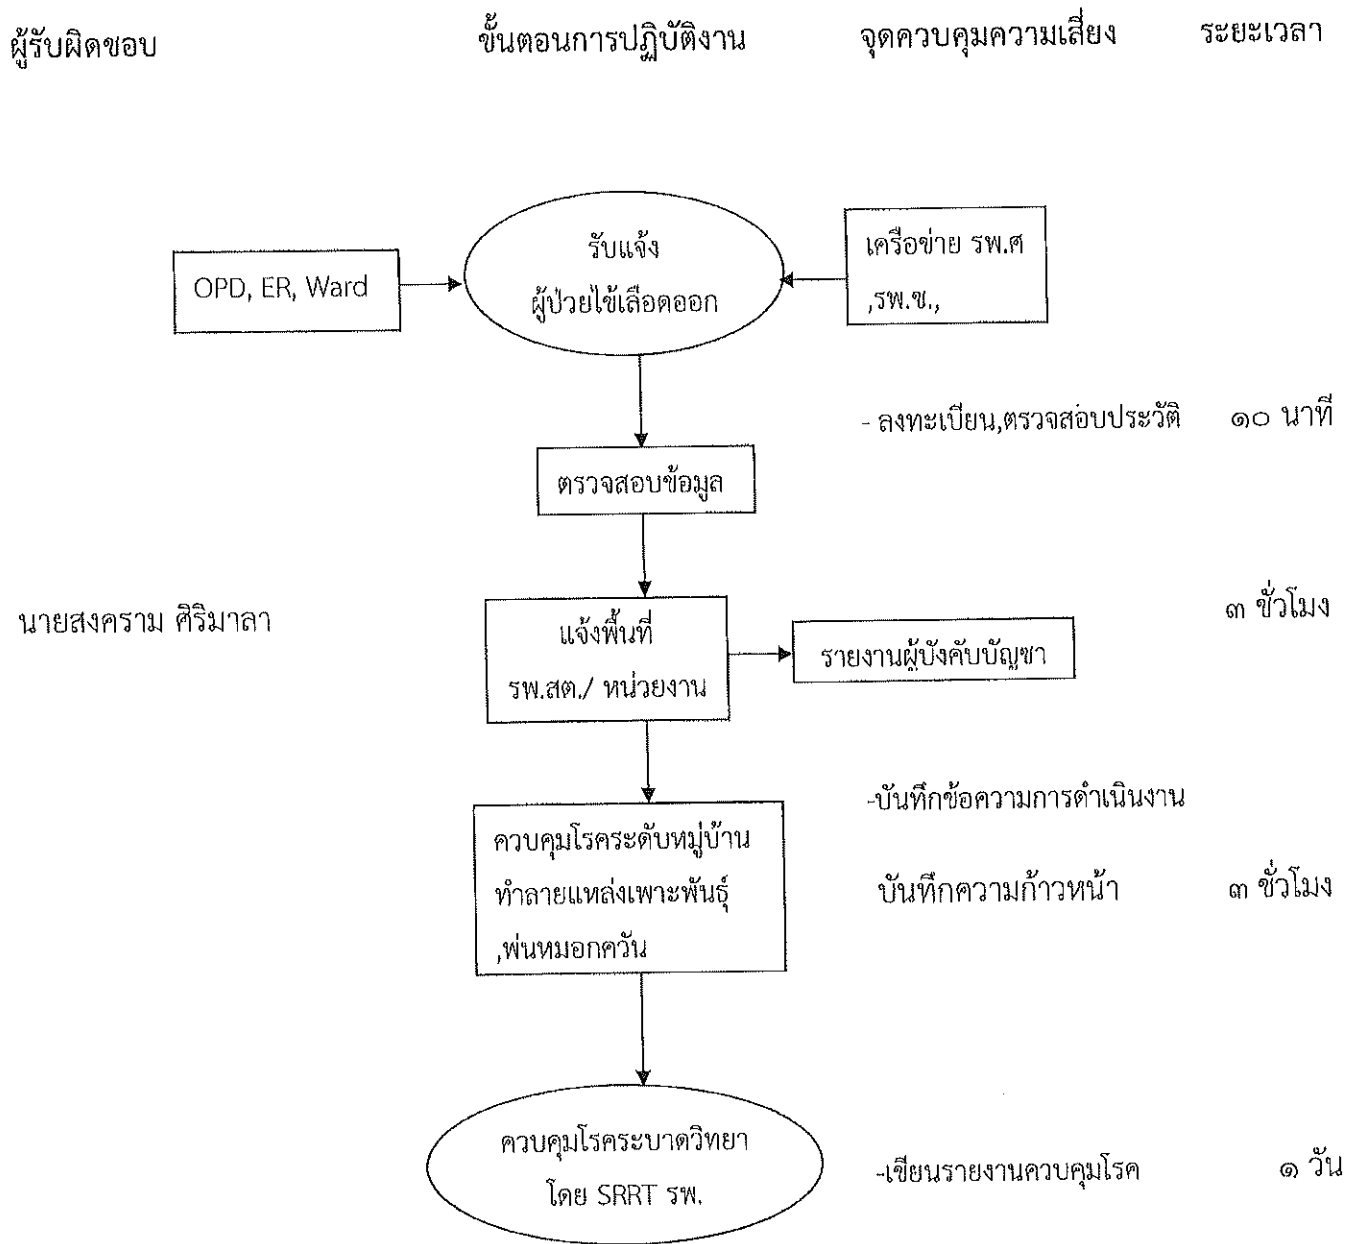 ผู้รับผิดชอบ ขั้นตอนการปฏิบัติงาน จุดควบคุมความเสี่ยง ระยะเวลา
รับแจ้ง
ผู้ป่วยไข้เลือดออก
OPD, ER, Ward
เครือข่าย รพ.ศ
,รพ.ช.,
- ลงทะเบียน,ตรวจสอบประวัติ ๑๐ นาที
ตรวจสอบข้อมูล
นายสงคราม ศิริมาลา
๓ ชั่วโมง
แจ้งพื้นที่
รพ.สต./ หน่วยงาน
รายงานผู้บังคับบัญชา
-บันทึกข้อความการดำเนินงาน
ควบคุมโรคระดับหมู่บ้าน
ทำลายแหล่งเพาะพันธุ์
,พ่นหมอกควัน
บันทึกความก้าวหน้า ๓ ชั่วโมง
ควบคุมโรคระบาดวิทยา
โดย SRRT รพ.
-เขียนรายงานควบคุมโรค ๑ วัน